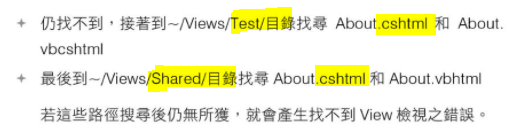 + 仍找不到，接著到~/Views/Test/目錄找尋 About.cshtml 和 About.
vbcshtml
+ 最後到~/Views/Shared/目錄找尋 About.cshtml 和 About.vbhtml
若這些路徑搜尋後仍無所獲，就會產生找不到 View 檢視之錯誤。